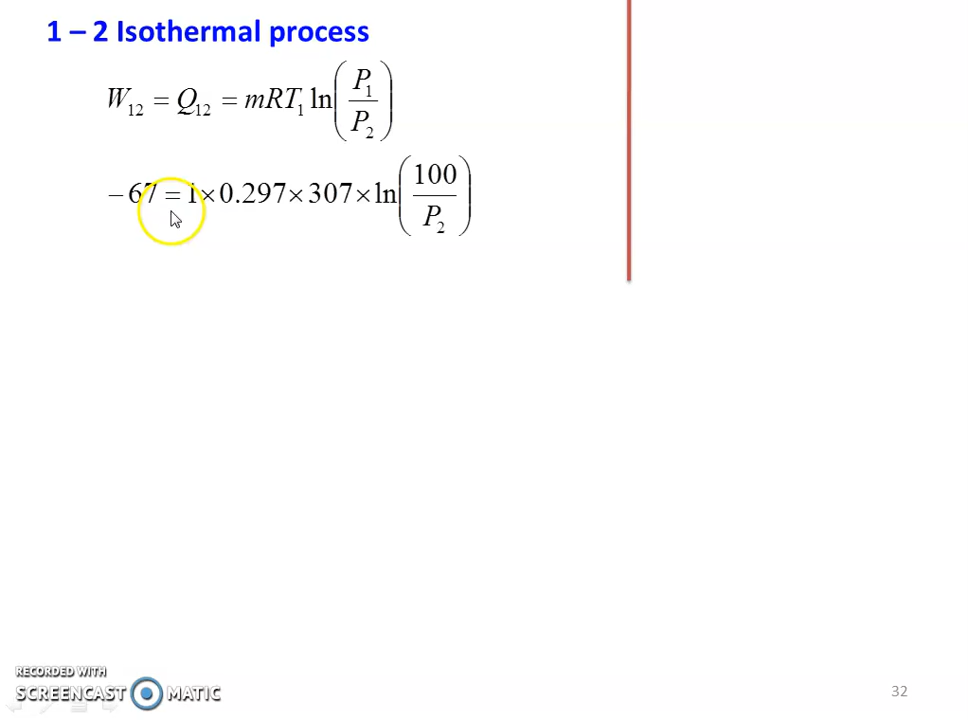 1 – 2 Isothermal process
W₁₂ = Q₁₂ = mRT₁ ln(P₁/P₂)
– 67 = 1 × 0.297 × 307 × ln(100/P₂)
RECORDED WITH
SCREENCAST MATIC
32